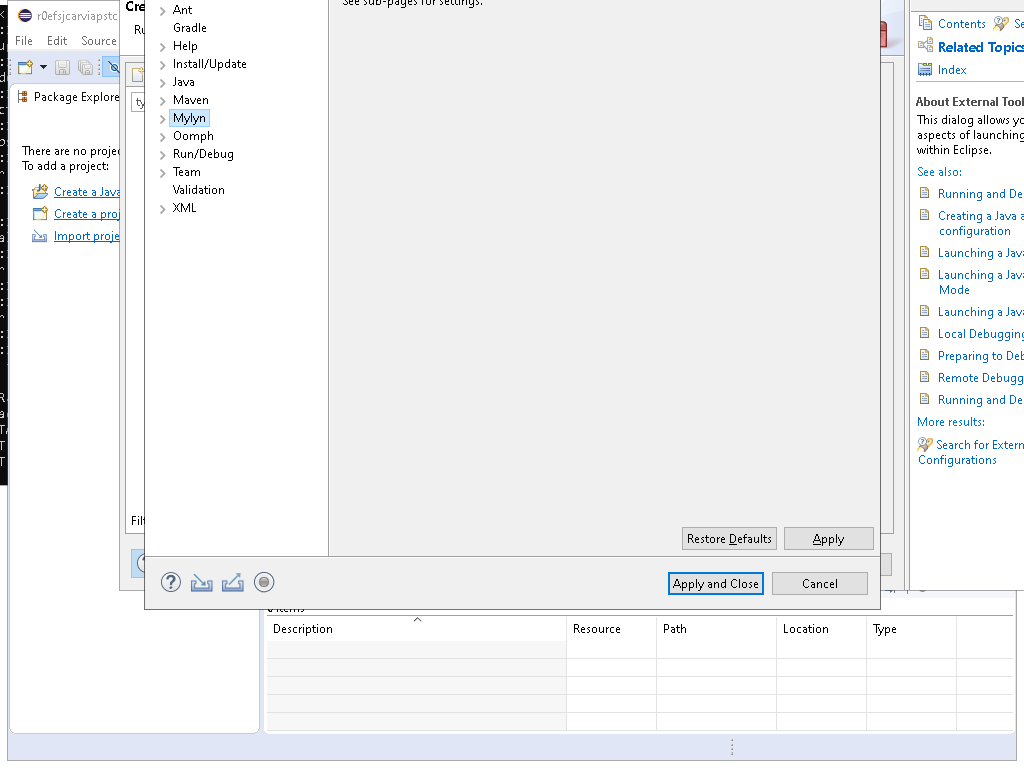 r0efsjcarviapstc
File Edit Source
Package Explore
There are no projec
To add a project:
Create a Java
Create a proj
Import proje
Cre
Ru
ty
Filt
Ant
Gradle
Help
Install/Update
Java
Maven
Mylyn
Oomph
Run/Debug
Team
Validation
XML
See sub-pages for settings.
Restore Defaults Apply
Apply and Close Cancel
Items
Description Resource Path Location Type
Contents Se
Related Topics
Index
About External Tool
This dialog allows yo
aspects of launching
within Eclipse.
See also:
Running and De
Creating a Java a
configuration
Launching a Java
Launching a Java
Mode
Launching a Java
Local Debugging
Preparing to Deb
Remote Debugg
Running and De
More results:
Search for Extern
Configurations